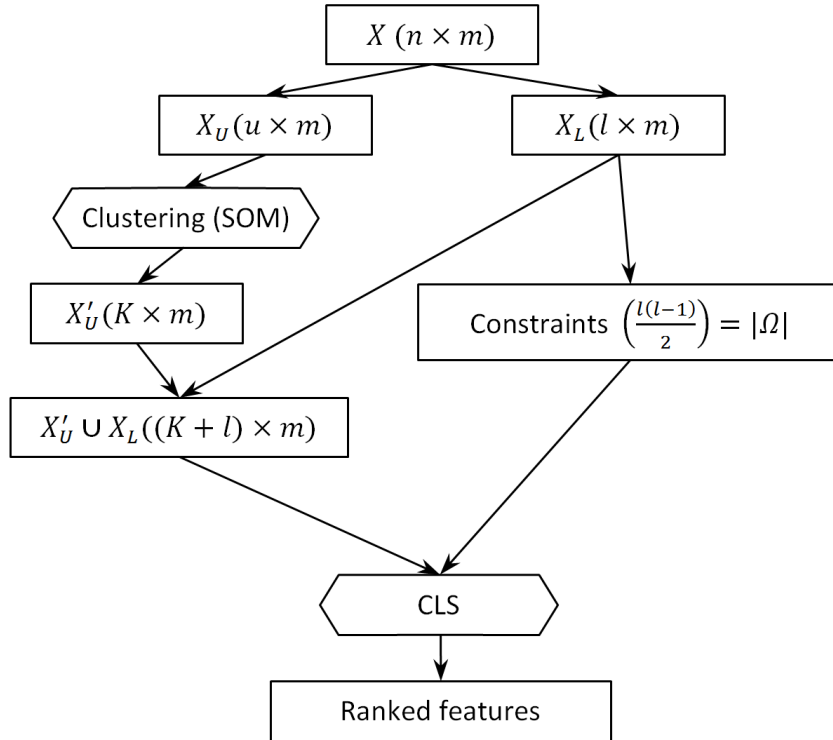 X (n × m)
X_U(u × m)
X_L(l × m)
Clustering (SOM)
X′_U(K × m)
Constraints (l(l−1)/2) = |Ω|
X′_U ∪ X_L((K + l) × m)
CLS
Ranked features